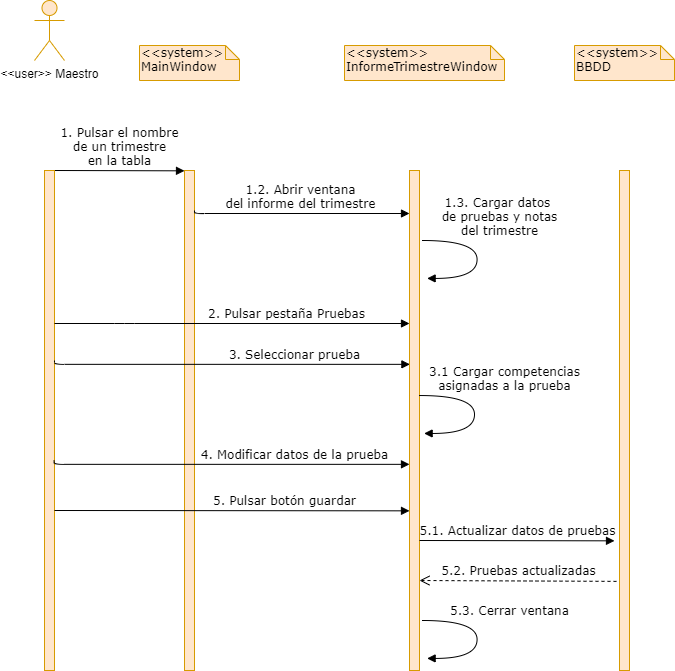 <<user>> Maestro
<<system>>
MainWindow
<<system>>
InformeTrimestreWindow
<<system>>
BBDD
1. Pulsar el nombre
de un trimestre
en la tabla
1.2. Abrir ventana
del informe del trimestre
1.3. Cargar datos
de pruebas y notas
del trimestre
2. Pulsar pestaña Pruebas
3. Seleccionar prueba
3.1 Cargar competencias
asignadas a la prueba
4. Modificar datos de la prueba
5. Pulsar botón guardar
5.1. Actualizar datos de pruebas
5.2. Pruebas actualizadas
5.3. Cerrar ventana